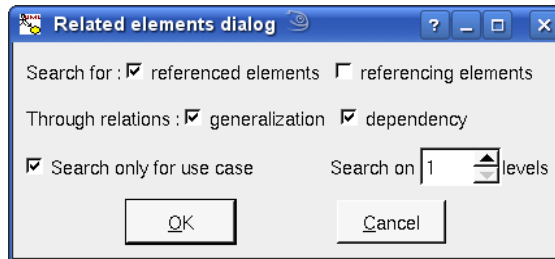 Related elements dialog
Search for : referenced elements referencing elements
Through relations : generalization dependency
Search only for use case Search on 1 levels
OK Cancel